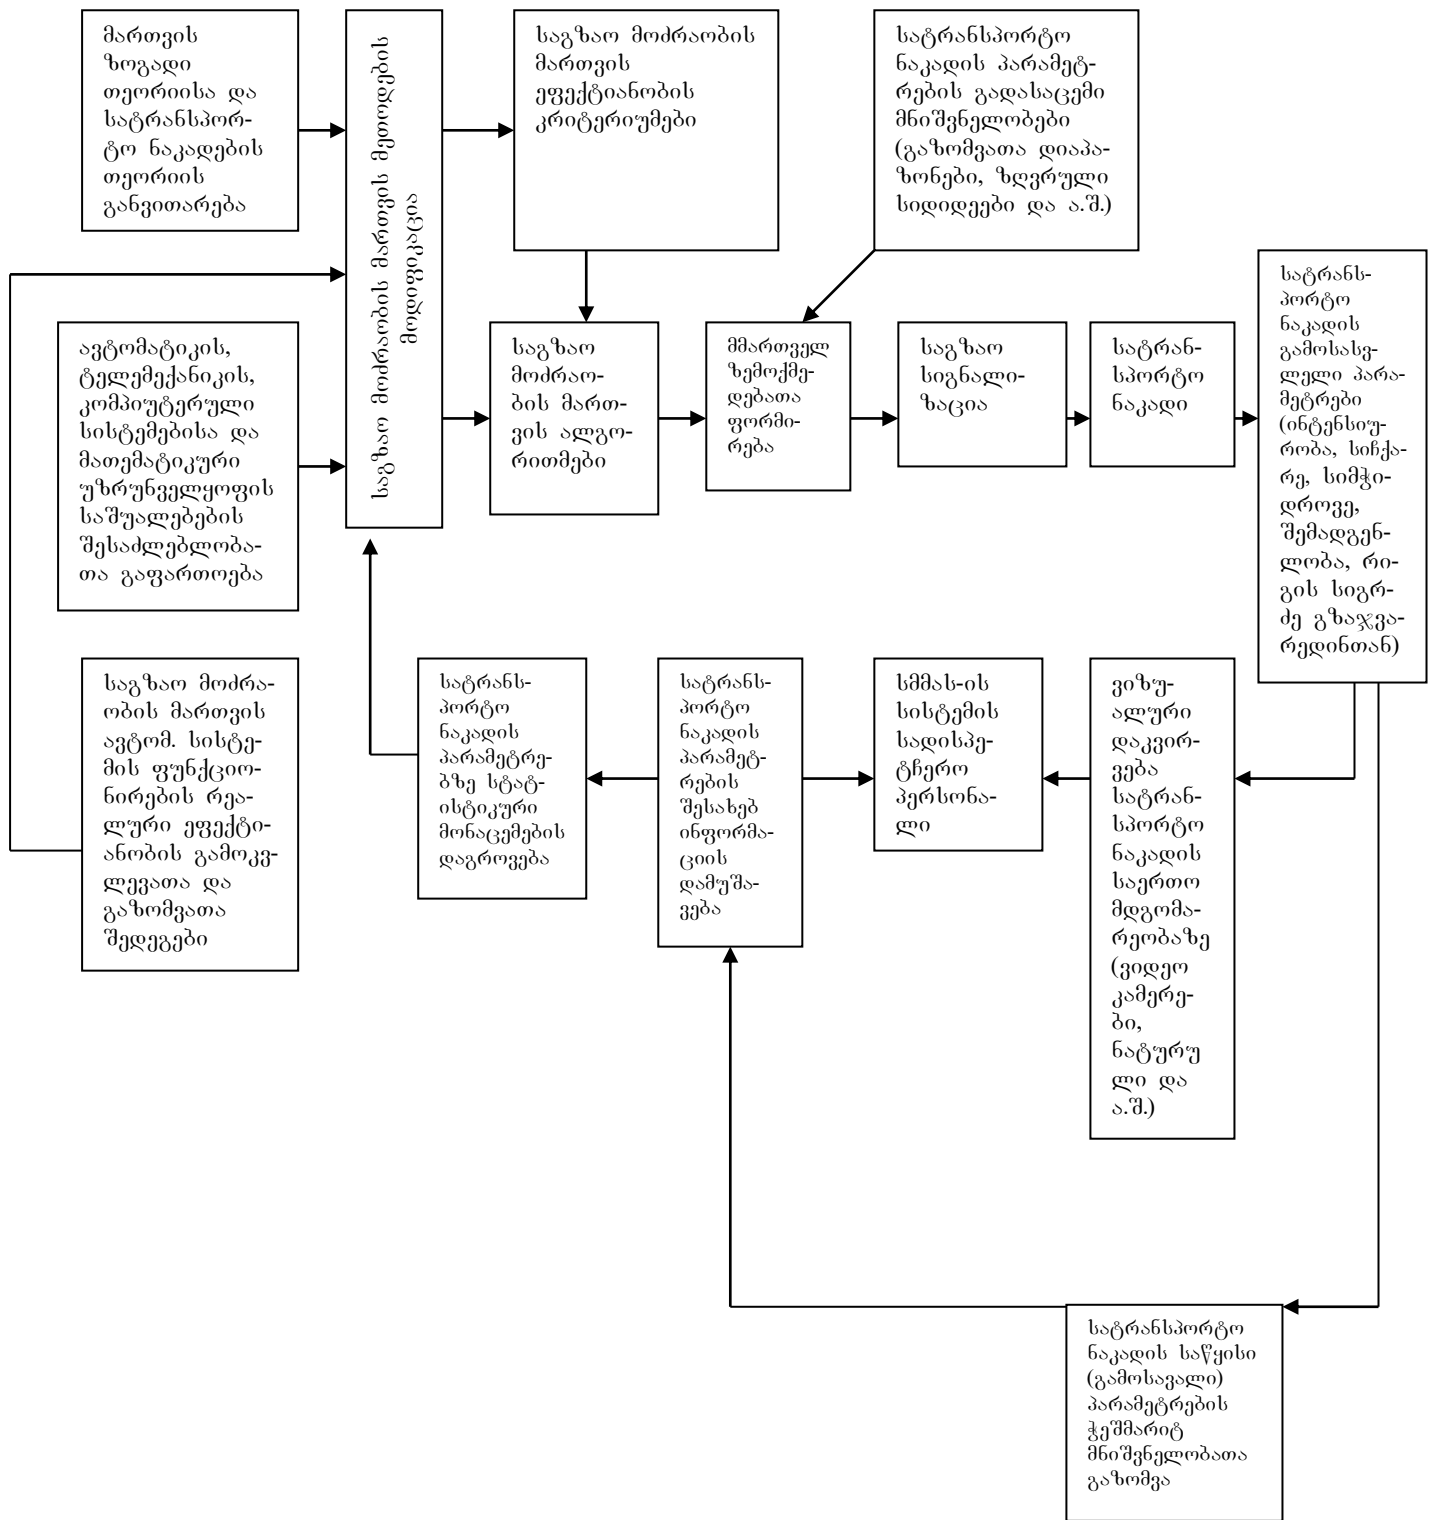 მართვის
ზოგადი
თეორიისა და
სატრანსპორ-
ტო ნაკადების
თეორიის
განვითარება
საგზაო მოძრაობის მართვის მეთოდების
მოდიფიკაცია
საგზაო მოძრაობის
მართვის
ეფექტიანობის
კრიტერიუმები
სატრანსპორტო
ნაკადის პარამეტ-
რების გადასაცემი
მნიშვნელობები
(გაზომვათა დიაპა-
ზონები, ზღვრული
სიდიდეები და ა.შ.)
ავტომატიკის,
ტელემექანიკის,
კომპიუტერული
სისტემებისა და
მათემატიკური
უზრუნველყოფის
საშუალებების
შესაძლებლობა-
თა გაფართოება
საგზაო
მოძრაო-
ბის მართ-
ვის ალგო-
რითმები
მმართველ
ზემოქმე-
დებათა
ფორმი-
რება
საგზაო
სიგნალი-
ზაცია
სატრან-
სპორტო
ნაკადი
სატრანს-
პორტო
ნაკადის
გამოსასვ-
ლელი პარა-
მეტრები
(ინტენსიუ-
რობა, სიჩქა-
რე, სიმჭი-
დროვე,
შემადგენ-
ლობა, რი-
გის სიგრ-
ძე გზაჯვა-
რედინთან)
საგზაო მოძრა-
ობის მართვის
ავტომ. სისტე-
მის ფუნქციო-
ნირების რეა-
ლური ეფექტი-
ანობის გამოკვ-
ლევათა და
გაზომვათა
შედეგები
სატრანს-
პორტო
ნაკადის
პარამეტრე-
ბზე სტატ-
ისტიკური
მონაცემების
დაგროვება
სატრანს-
პორტო
ნაკადის
პარამეტ-
რების
შესახებ
ინფორმა-
ციის
დამუშა-
ვება
სმმას-ის
სისტემის
სადისპე-
ტჩერო
პერსონა-
ლი
ვიზუ-
ალური
დაკვირ-
ვება
სატრან-
სპორტო
ნაკადის
საერთო
მდგომა-
რეობაზე
(ვიდეო
კამერე-
ბი,
ნატურუ
ლი და
ა.შ.)
სატრანსპორტო
ნაკადის საწყისი
(გამოსავალი)
პარამეტრების
ჭეშმარიტ
მნიშვნელობათა
გაზომვა